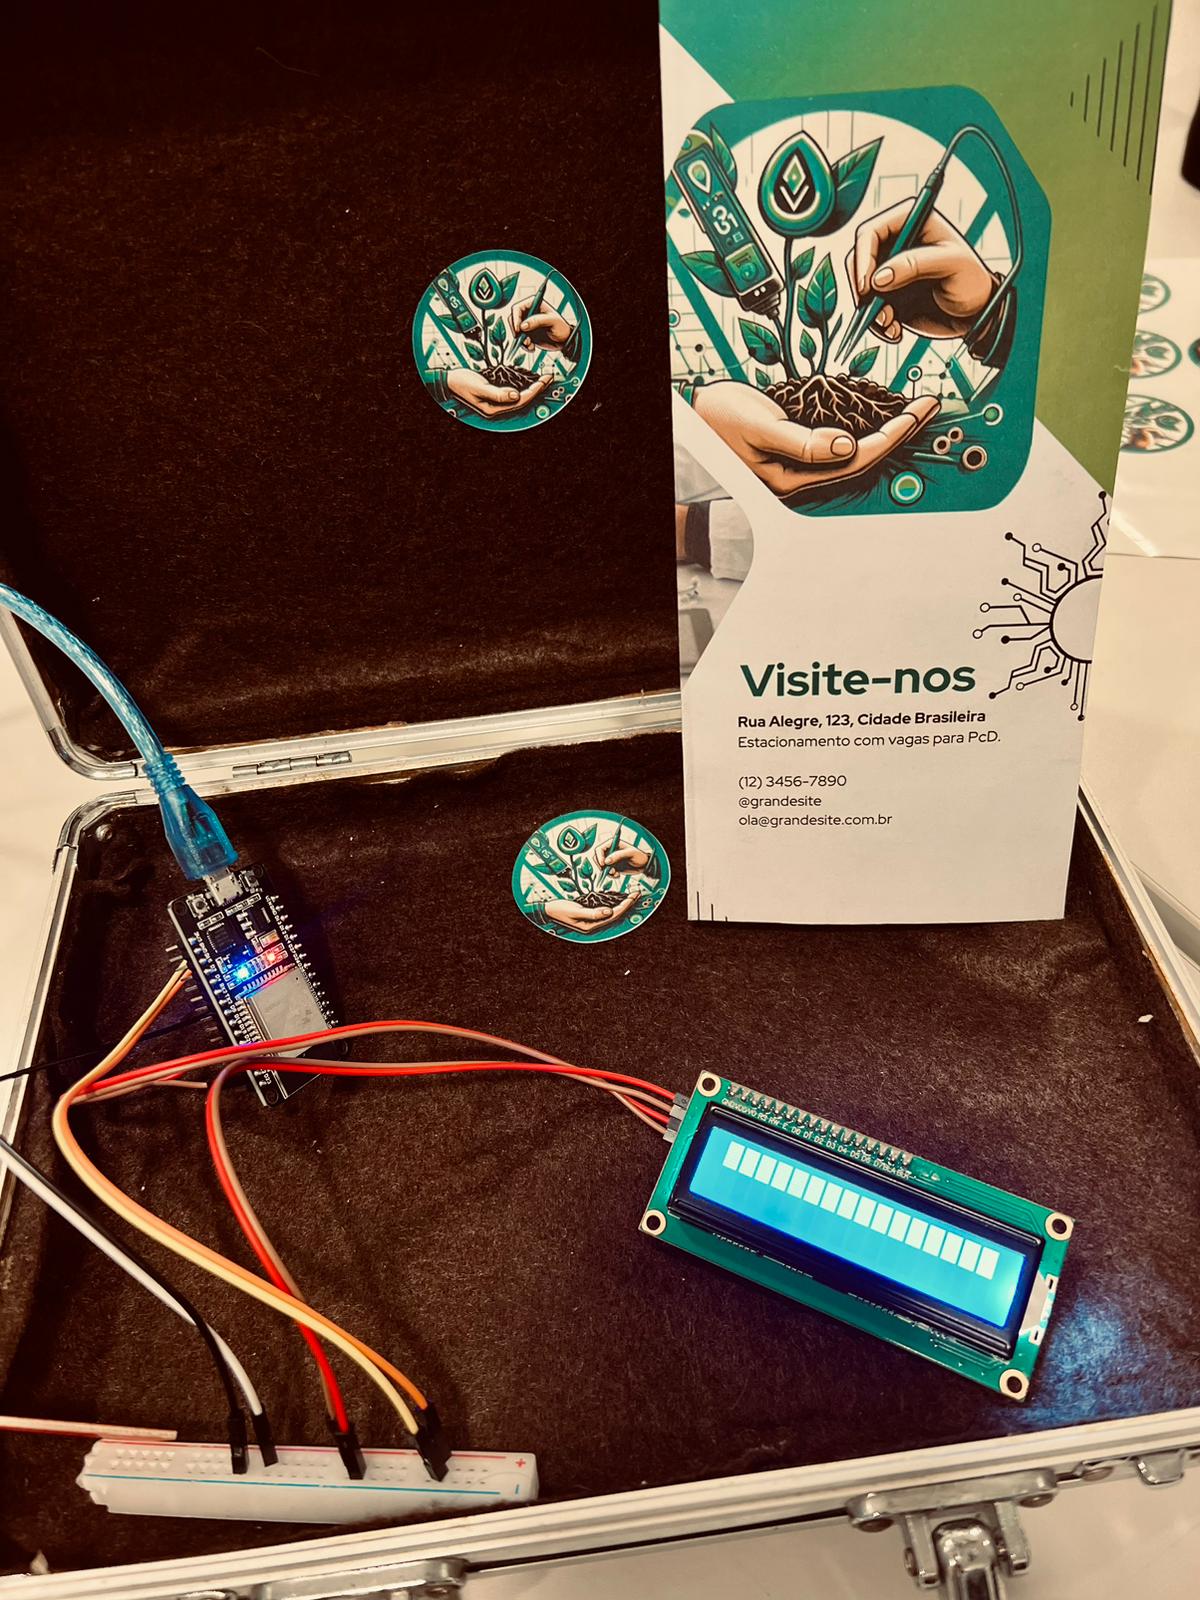 Visite-nos
Rua Alegre, 123, Cidade Brasileira
Estacionamento com vagas para PcD.
(12) 3456-7890
@grandesite
ola@grandesite.com.br